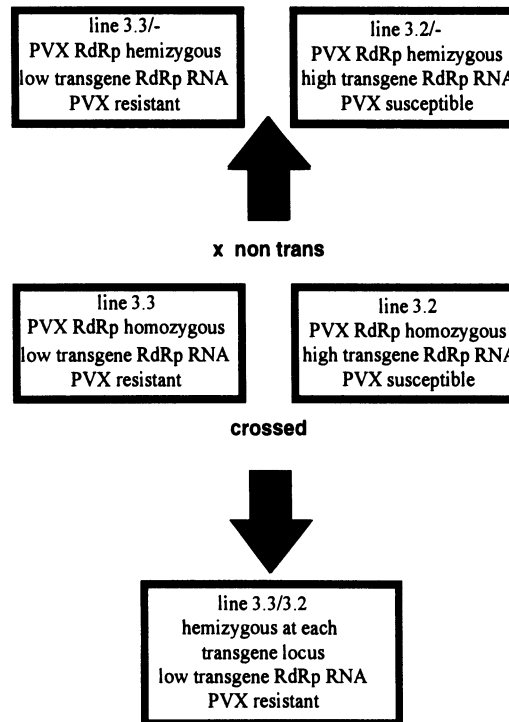 line 3.3/-
PVX RdRp hemizygous
low transgene RdRp RNA
PVX resistant
line 3.2/-
PVX RdRp hemizygous
high transgene RdRp RNA
PVX susceptible
x non trans
line 3.3
PVX RdRp homozygous
low transgene RdRp RNA
PVX resistant
line 3.2
PVX RdRp homozygous
high transgene RdRp RNA
PVX susceptible
crossed
line 3.3/3.2
hemizygous at each
transgene locus
low transgene RdRp RNA
PVX resistant